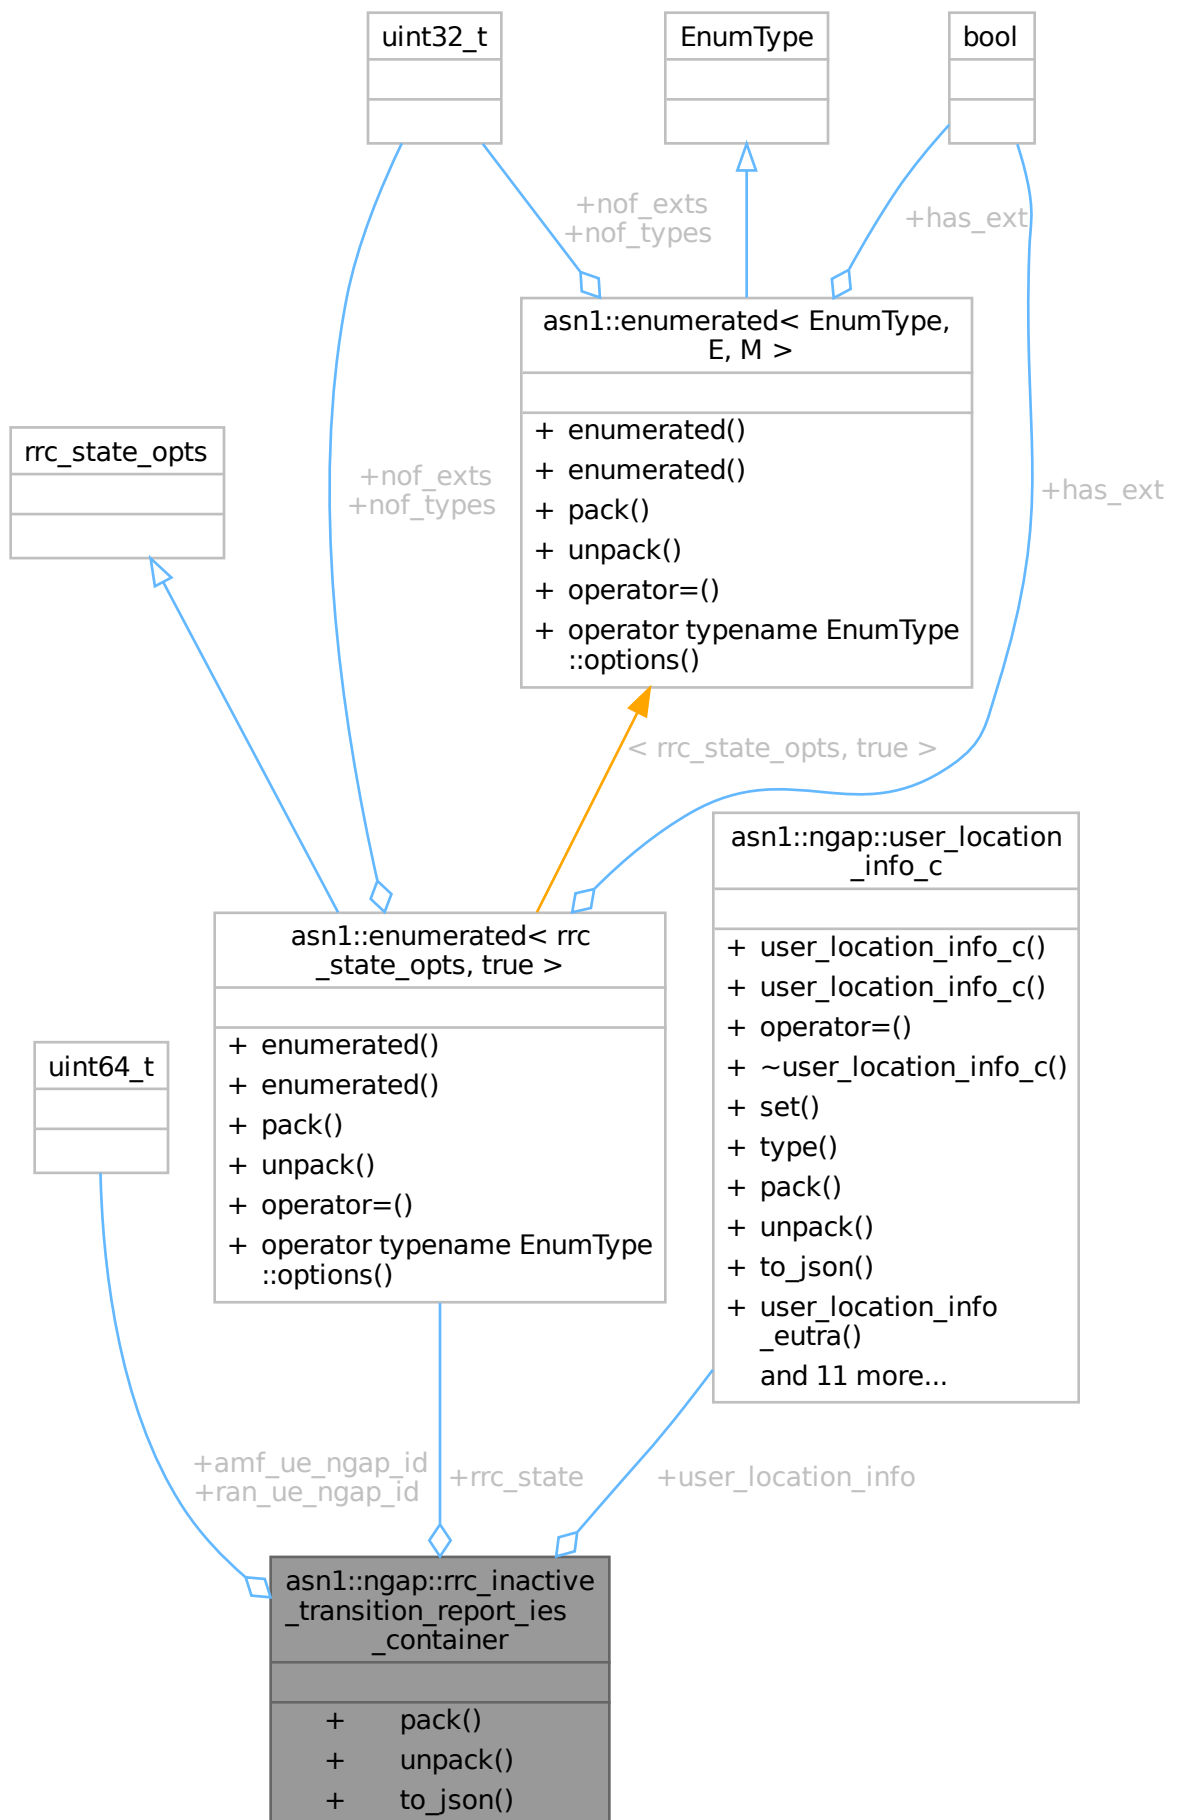 uint32_t
EnumType
bool
+nof_exts
+nof_types
+has_ext
asn1::enumerated< EnumType,
E, M >
+ enumerated()
+ enumerated()
+ pack()
+ unpack()
+ operator=()
+ operator typename EnumType
::options()
rrc_state_opts
+nof_exts
+nof_types
+has_ext
< rrc_state_opts, true >
asn1::ngap::user_location
_info_c
+ user_location_info_c()
+ user_location_info_c()
+ operator=()
+ ~user_location_info_c()
+ set()
+ type()
+ pack()
+ unpack()
+ to_json()
+ user_location_info
_eutra()
and 11 more...
asn1::enumerated< rrc
_state_opts, true >
+ enumerated()
+ enumerated()
+ pack()
+ unpack()
+ operator=()
+ operator typename EnumType
::options()
uint64_t
+amf_ue_ngap_id
+ran_ue_ngap_id
+rrc_state
+user_location_info
asn1::ngap::rrc_inactive
_transition_report_ies
_container
+ pack()
+ unpack()
+ to_json()